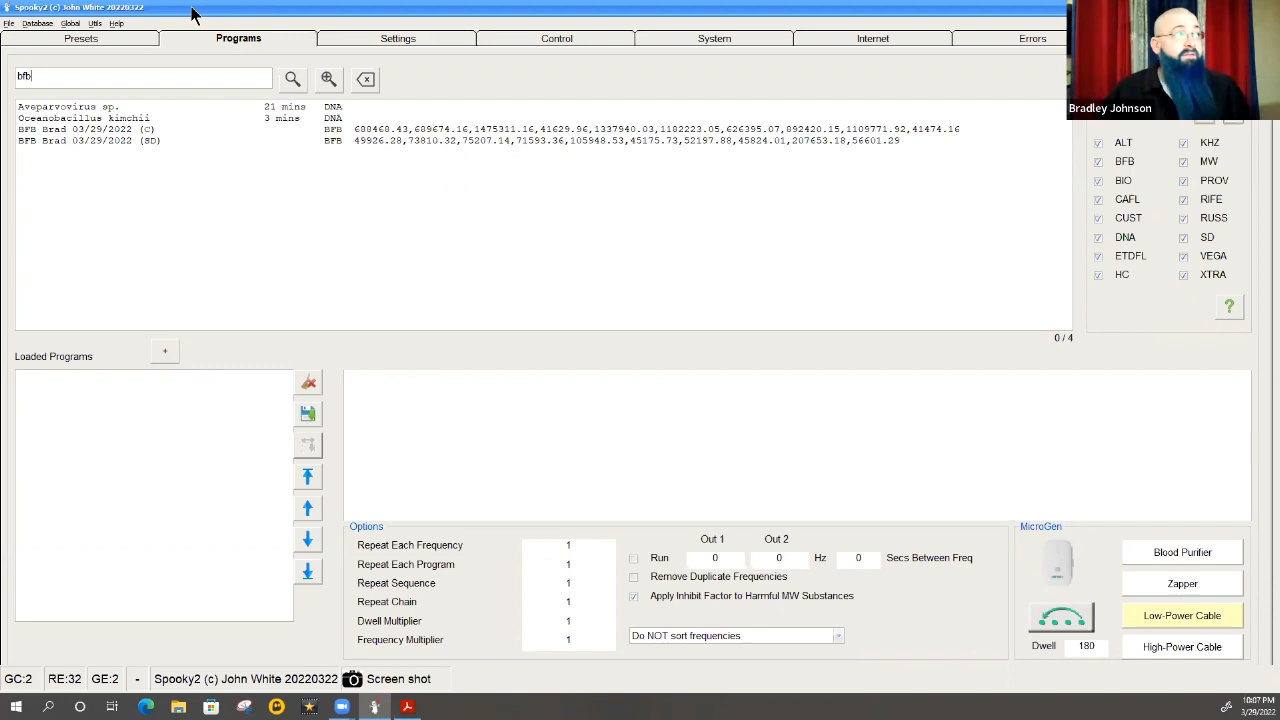 Spooky2 (c) John White 20220322
File Database Global Utils Help
Presets Programs Settings Control System Internet Errors
bfb
Aveparvovirus sp. 21 mins DNA
Oceanobacillus kimchii 3 mins DNA
BFB Brad 03/29/2022 (C) BFB 688468.43,689674.16,1475311.16,41629.96,1337940.03,1182223.05,626395.07,892420.15,1109771.92,41474.16
BFB Brad 03/29/2022 (SD) BFB 49926.28,73810.32,75207.14,71593.36,105948.53,45175.73,52197.88,45824.01,207653.18,56601.29
Bradley Johnson
ALT KHZ
BFB MW
BIO PROV
CAFL RIFE
CUST RUSS
DNA SD
ETDFL VEGA
HC XTRA
?
0 / 4
Loaded Programs +
Options
Out 1 Out 2
Repeat Each Frequency 1
Run 0 0 Hz 0 Secs Between Freq
Repeat Each Program 1
Remove Duplicate Frequencies
Repeat Sequence 1
Apply Inhibit Factor to Harmful MW Substances
Repeat Chain 1
Dwell Multiplier 1
Do NOT sort frequencies
Frequency Multiplier 1
MicroGen
Blood Purifier
Zapper
Low-Power Cable
Dwell 180
High-Power Cable
GC:2 RE:32 GE:2 - Spooky2 (c) John White 20220322 Screen shot
10:07 PM
3/29/2022